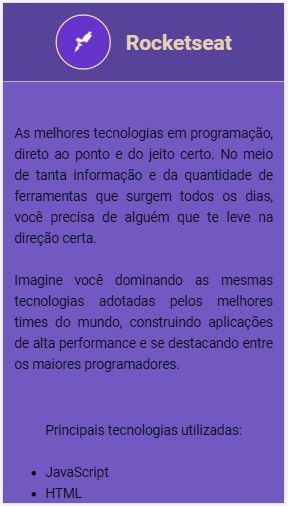 Rocketseat
As melhores tecnologias em programação,
direto ao ponto e do jeito certo. No meio
de tanta informação e da quantidade de
ferramentas que surgem todos os dias,
você precisa de alguém que te leve na
direção certa.
Imagine você dominando as mesmas
tecnologias adotadas pelos melhores
times do mundo, construindo aplicações
de alta performance e se destacando entre
os maiores programadores.
Principais tecnologias utilizadas:
• JavaScript
• HTML